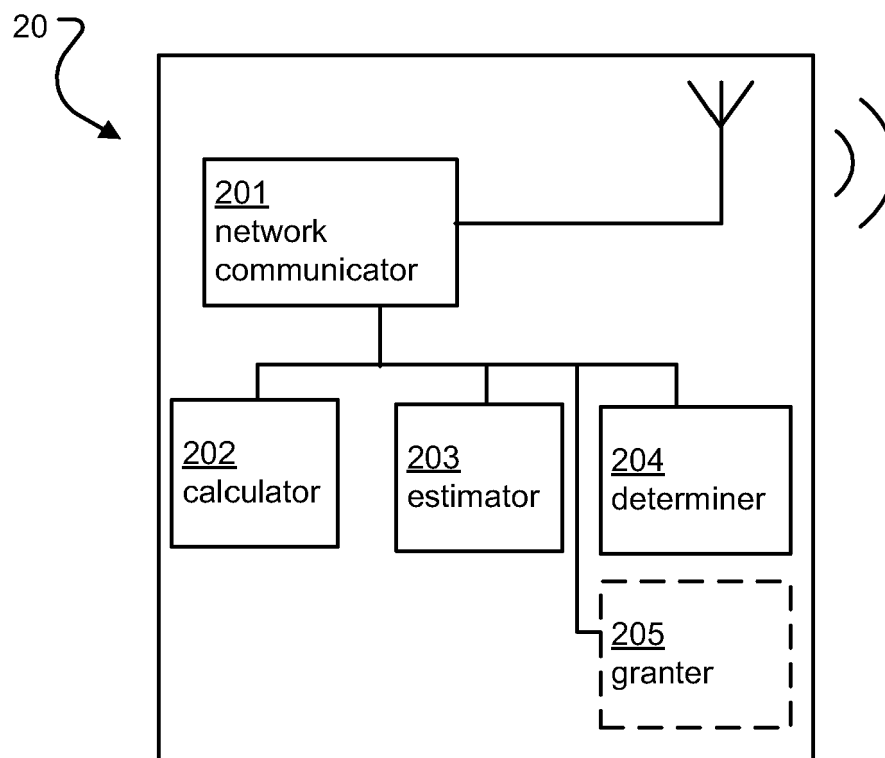 20
201
network
communicator
202
calculator
203
estimator
204
determiner
205
granter